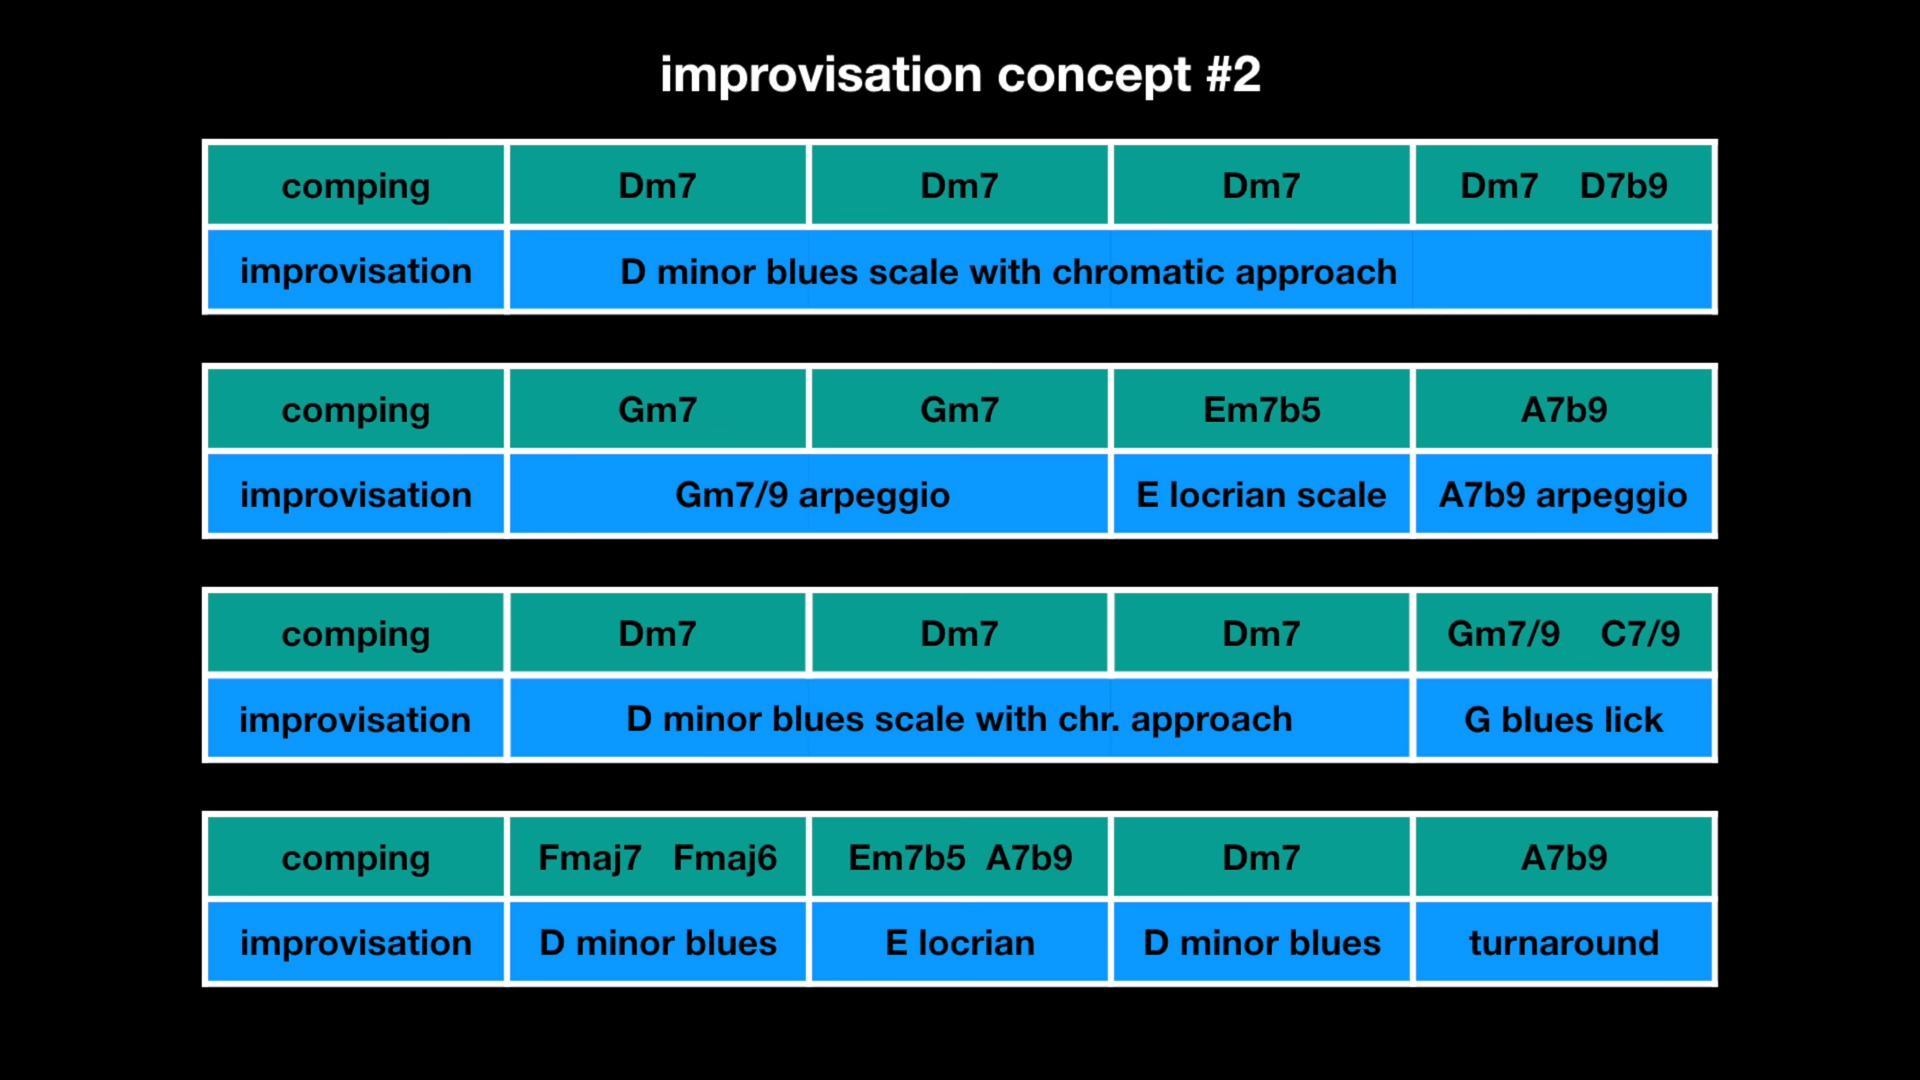 improvisation concept #2
comping Dm7 Dm7 Dm7 Dm7 D7b9
improvisation D minor blues scale with chromatic approach
comping Gm7 Gm7 Em7b5 A7b9
improvisation Gm7/9 arpeggio E locrian scale A7b9 arpeggio
comping Dm7 Dm7 Dm7 Gm7/9 C7/9
improvisation D minor blues scale with chr. approach G blues lick
comping Fmaj7 Fmaj6 Em7b5 A7b9 Dm7 A7b9
improvisation D minor blues E locrian D minor blues turnaround